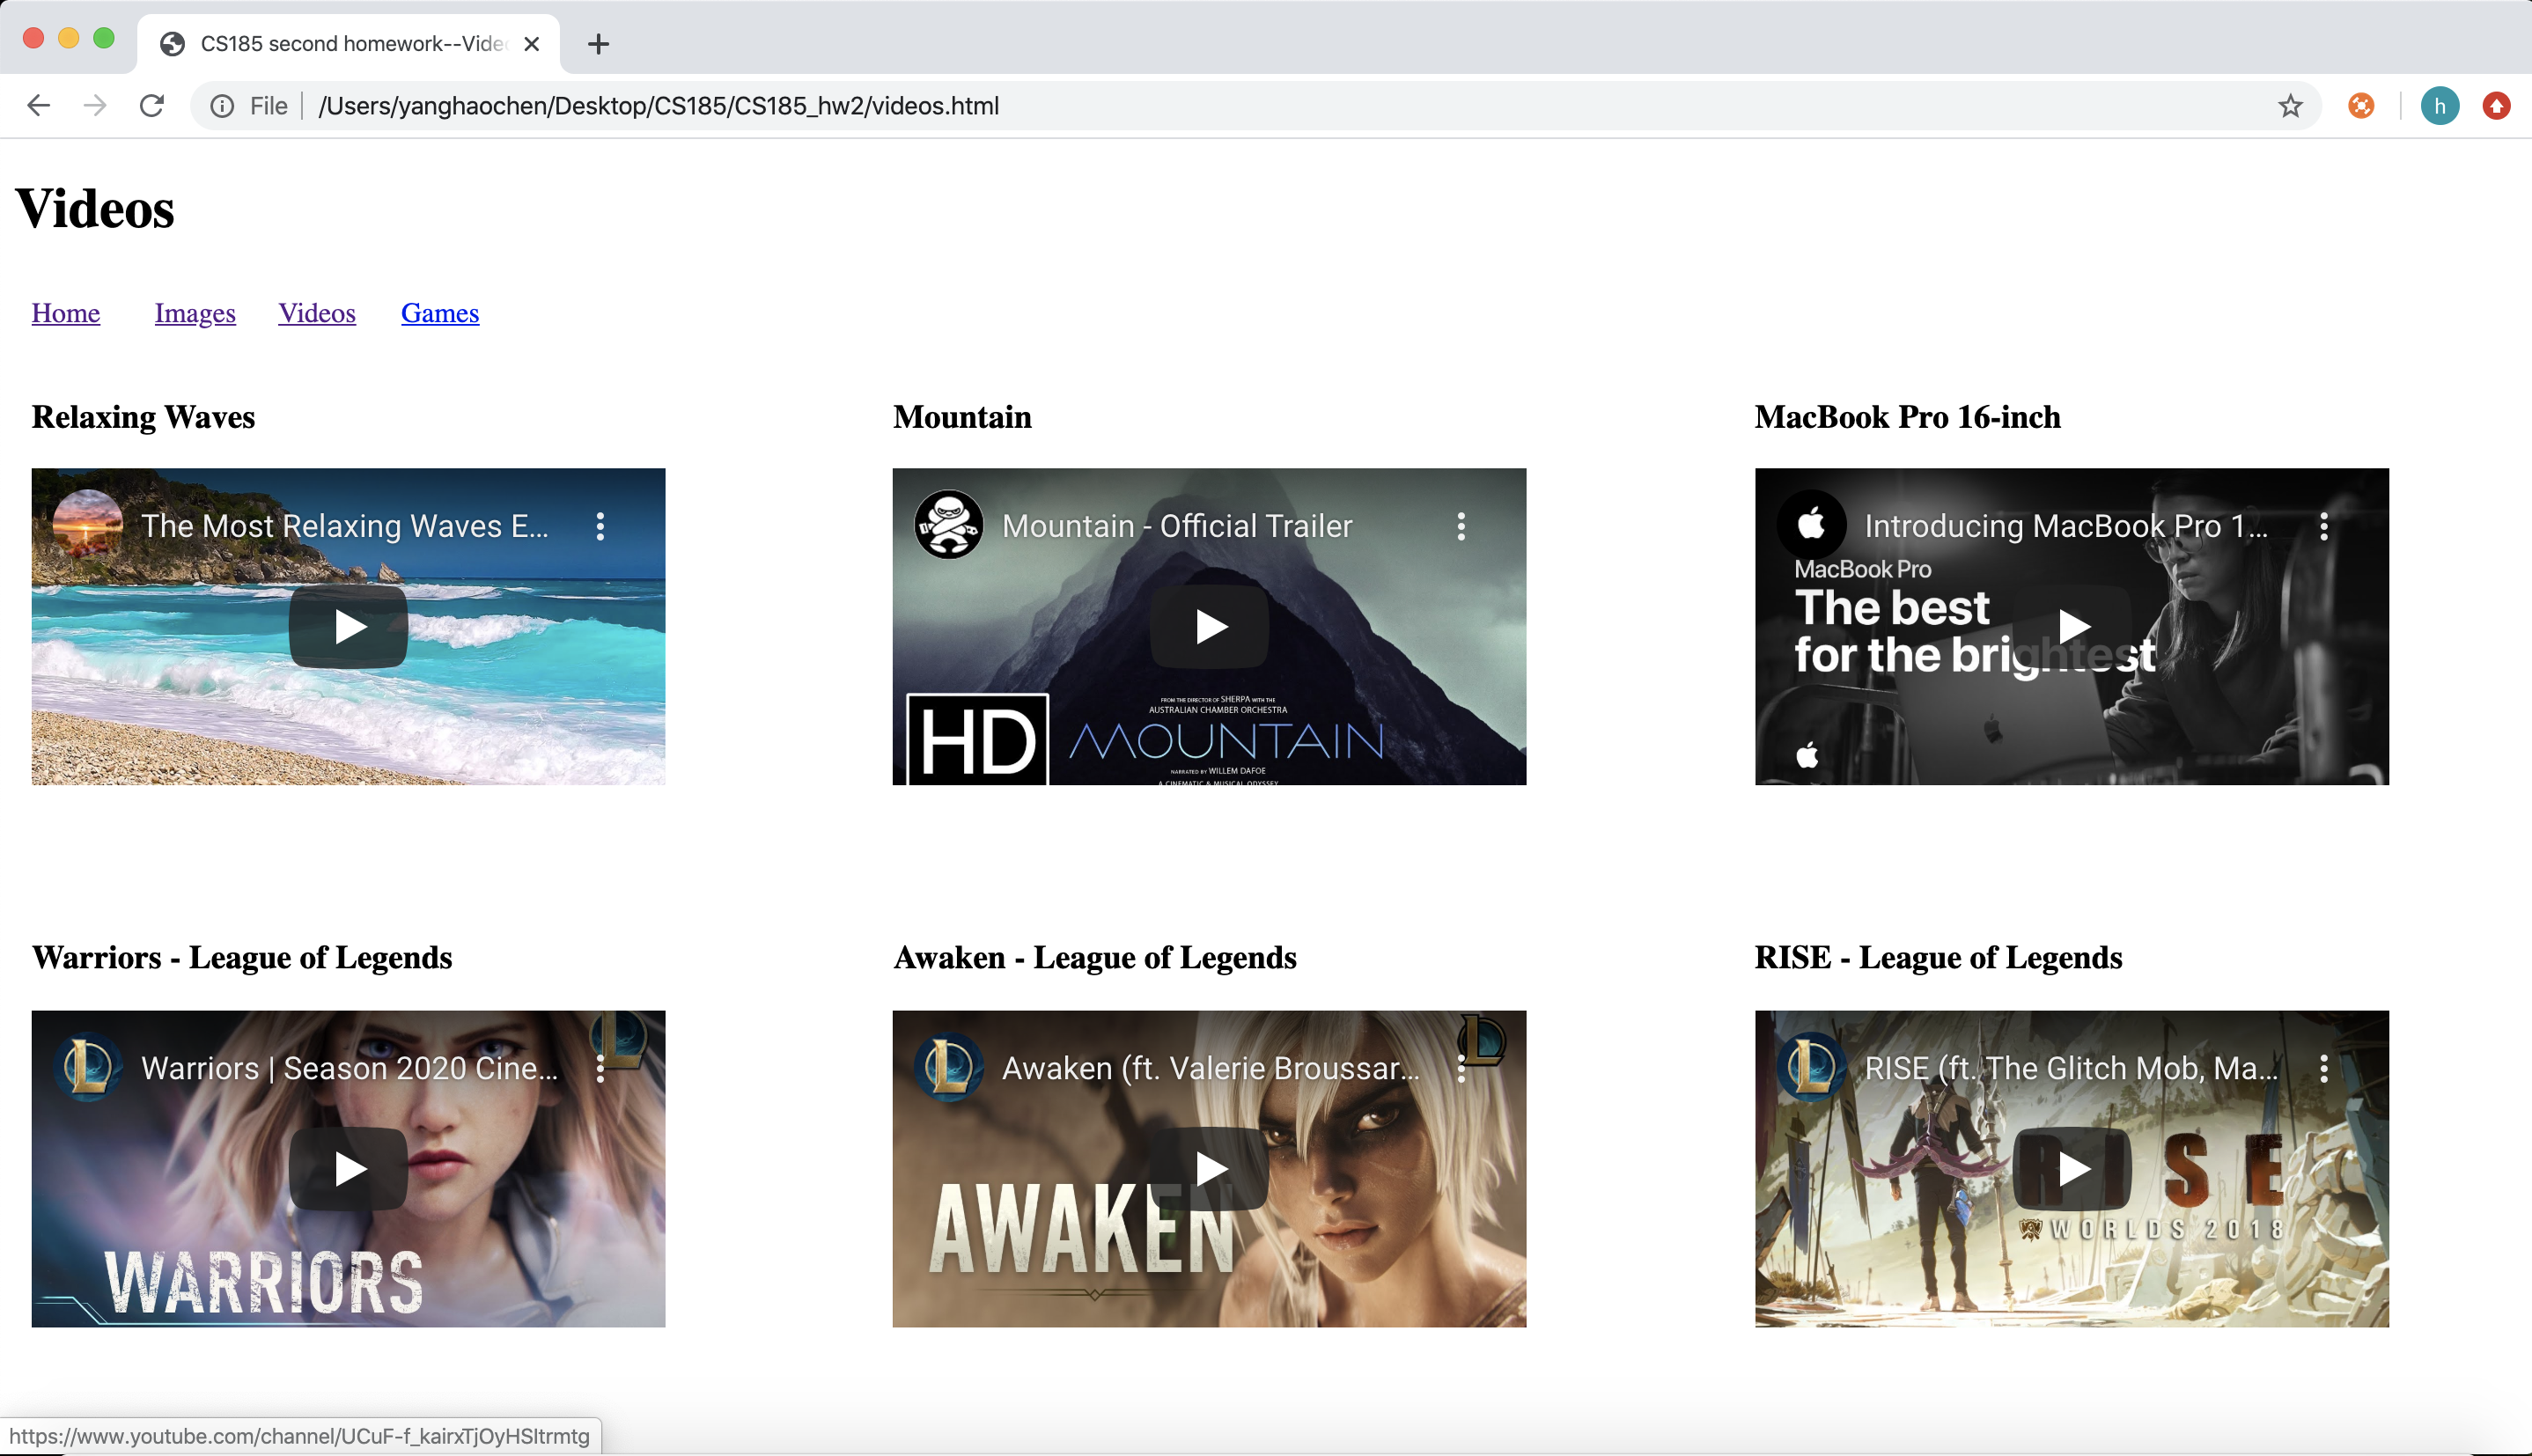 CS185 second homework--Vide
File
/Users/yanghaochen/Desktop/CS185/CS185_hw2/videos.html
h
Videos
Home Images Videos Games
Relaxing Waves
The Most Relaxing Waves E...
Mountain
Mountain - Official Trailer
FROM THE DIRECTOR OF SHERPA WITH THE
AUSTRALIAN CHAMBER ORCHESTRA
HD
MOUNTAIN
NARRATED BY WILLEM DAFOE
A CINEMATIC & MUSICAL ODYSSEY
MacBook Pro 16-inch
Introducing MacBook Pro 1...
MacBook Pro
The best
for the brightest
Warriors - League of Legends
Warriors | Season 2020 Cine...
WARRIORS
Awaken - League of Legends
Awaken (ft. Valerie Broussar...
AWAKEN
RISE - League of Legends
RISE (ft. The Glitch Mob, Ma...
RISE
WORLDS 2018
https://www.youtube.com/channel/UCuF-f_kairxTjOyHSItrmtg